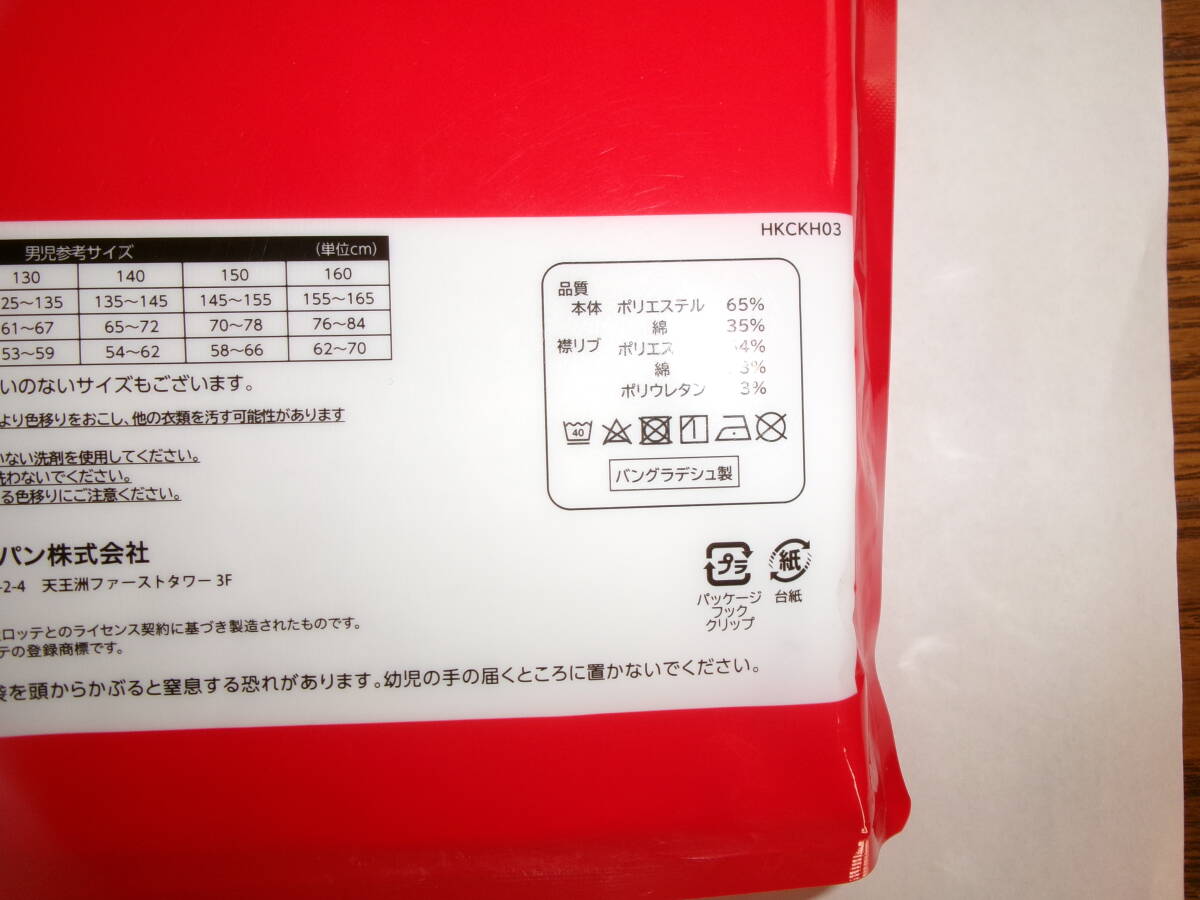 HKCKH03
男児参考サイズ (単位cm)
130 140 150 160
25～135 135～145 145～155 155～165
61～67 65～72 70～78 76～84
53～59 54～62 58～66 62～70
いのないサイズもございます。
より色移りをおこし、他の衣類を汚す可能性があります
いない洗剤を使用してください。
洗わないでください。
る色移りにご注意ください。
パン株式会社
-2-4 天王洲ファーストタワー 3F
ロッテとのライセンス契約に基づき製造されたものです。
テの登録商標です。
袋を頭からかぶると窒息する恐れがあります。幼児の手の届くところに置かないでください。
品質
本体 ポリエステル 65%
綿 35%
襟リブ ポリエス 4%
綿 3%
ポリウレタン 3%
40
バングラデシュ製
プラ 紙
パッケージ 台紙
フック
クリップ